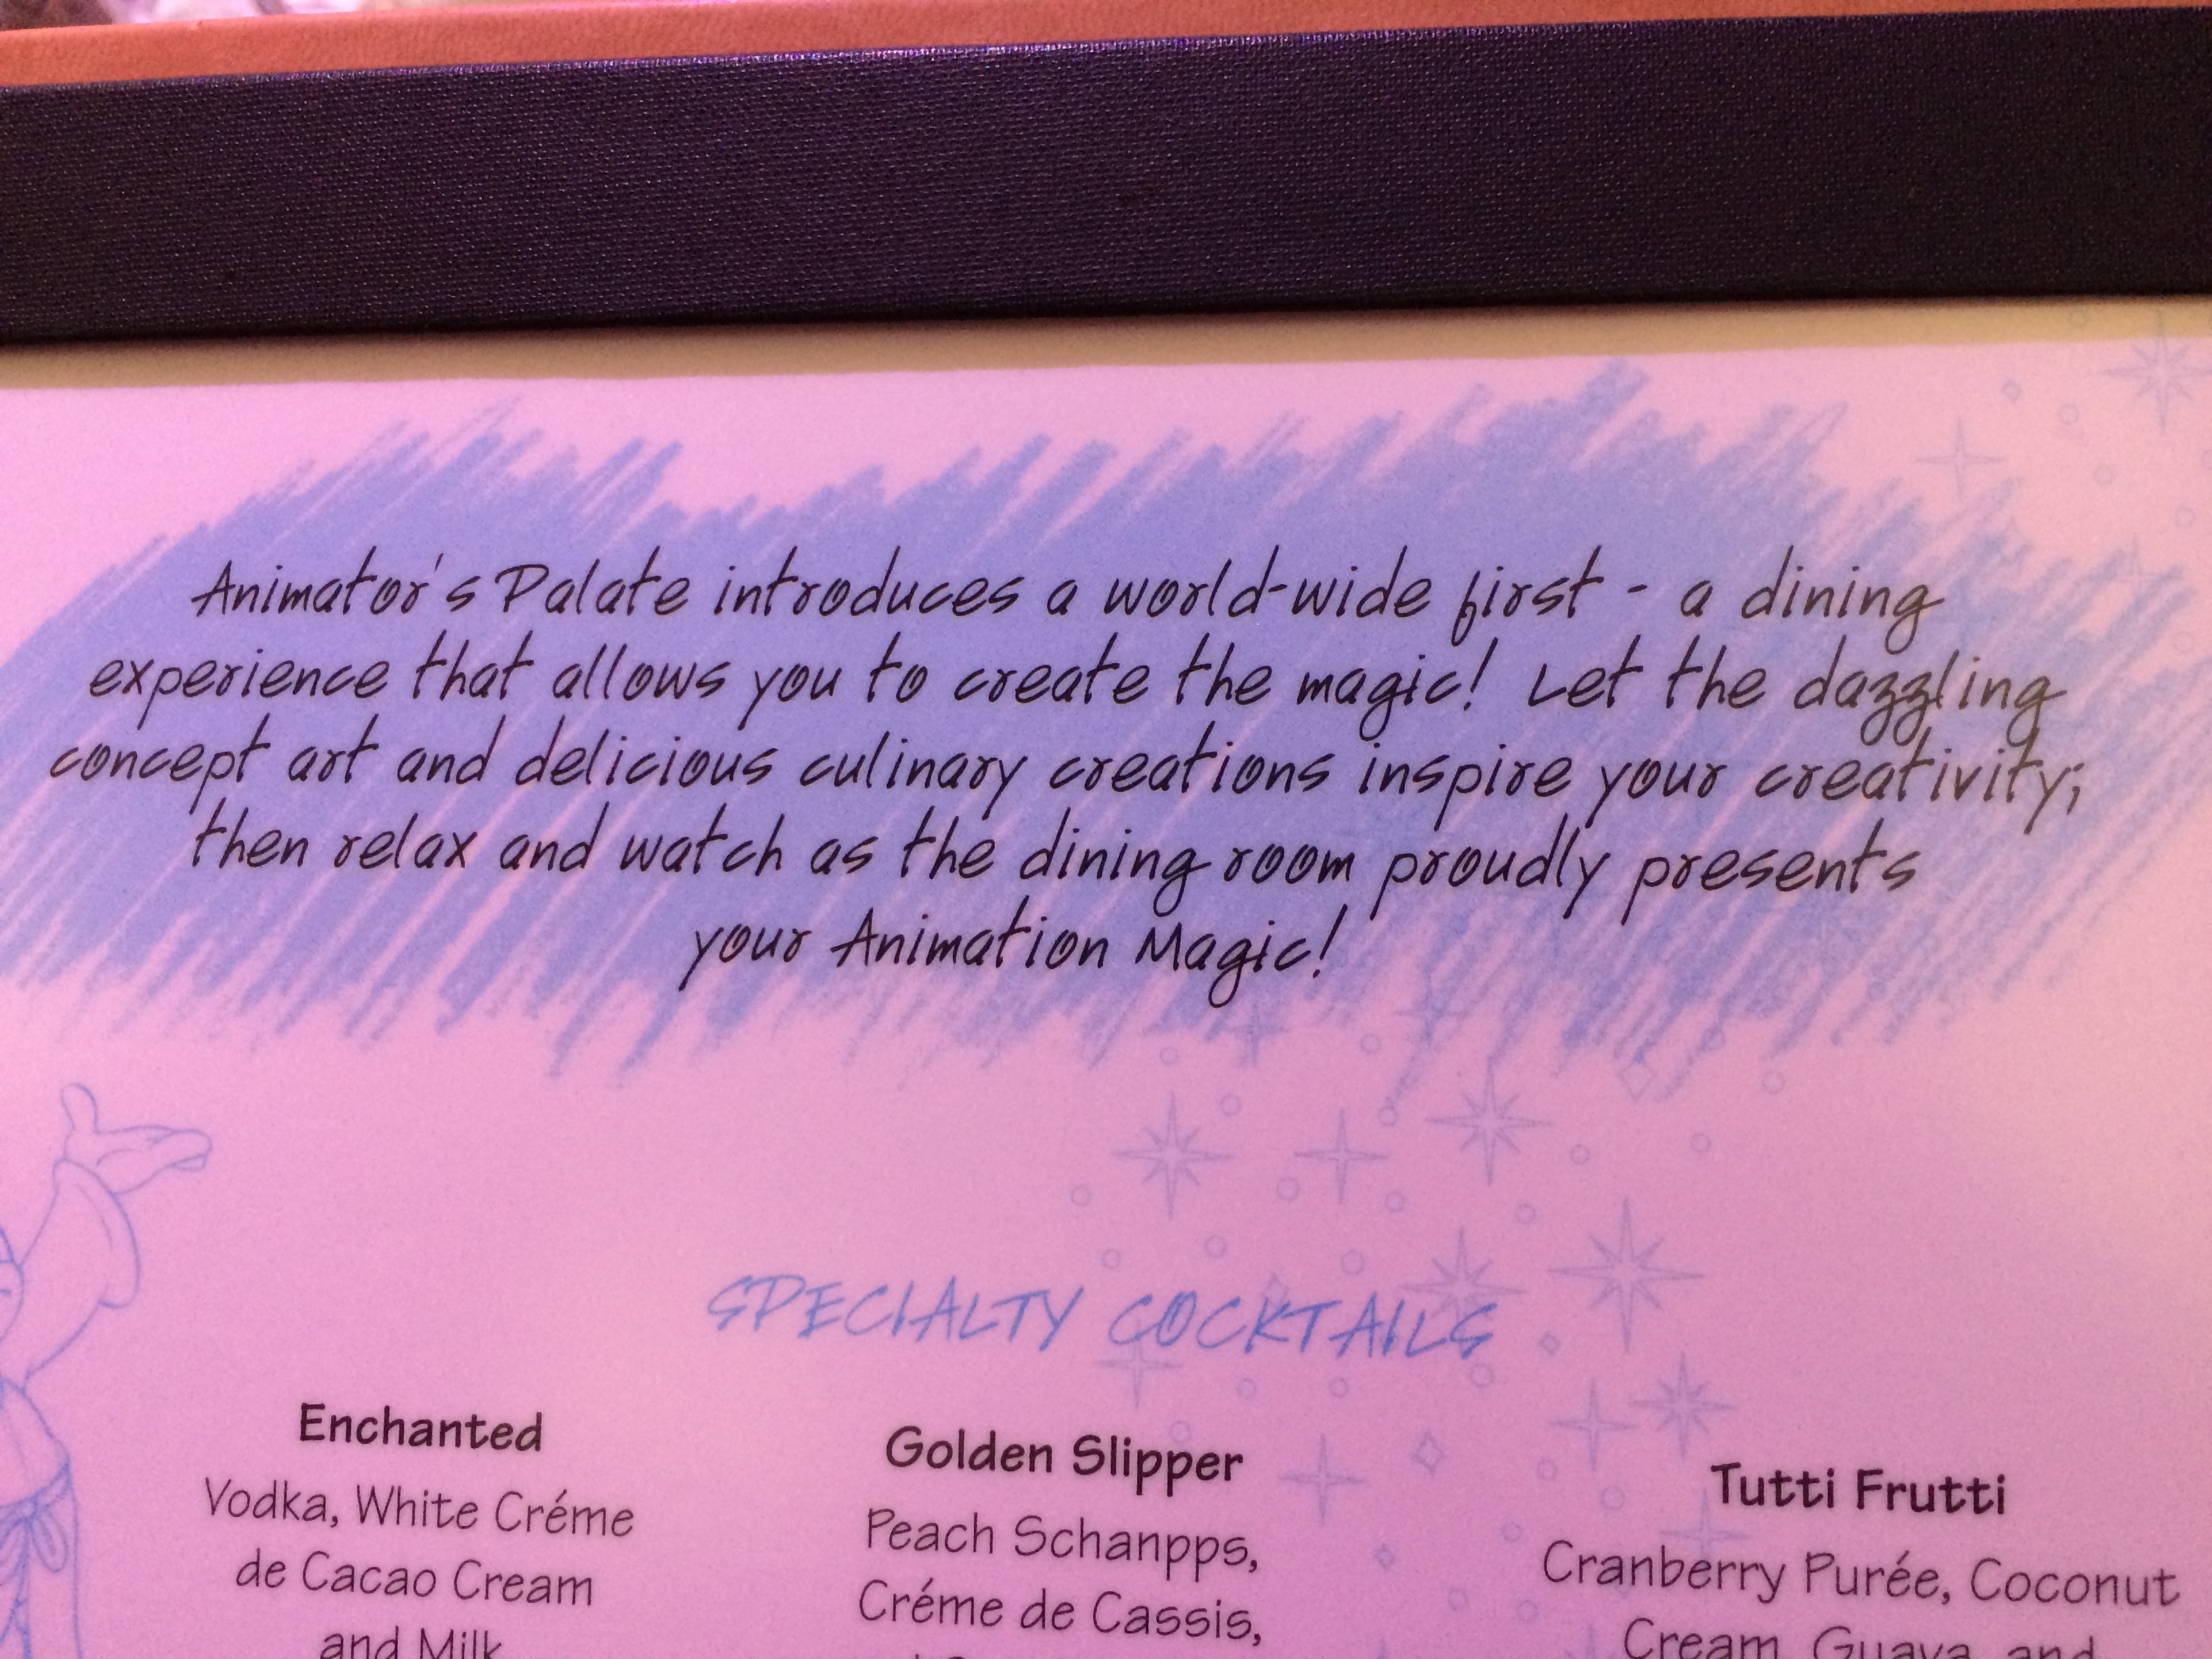 Animator's Palate introduces a world-wide first - a dining
experience that allows you to create the magic! Let the dazzling
concept art and delicious culinary creations inspire your creativity;
then relax and watch as the dining room proudly presents
your Animation Magic!
SPECIALTY COCKTAILS
Enchanted
Vodka, White Créme
de Cacao Cream
and Milk
Golden Slipper
Peach Schanpps,
Créme de Cassis,
Tutti Frutti
Cranberry Purée, Coconut
Cream, Guava, and